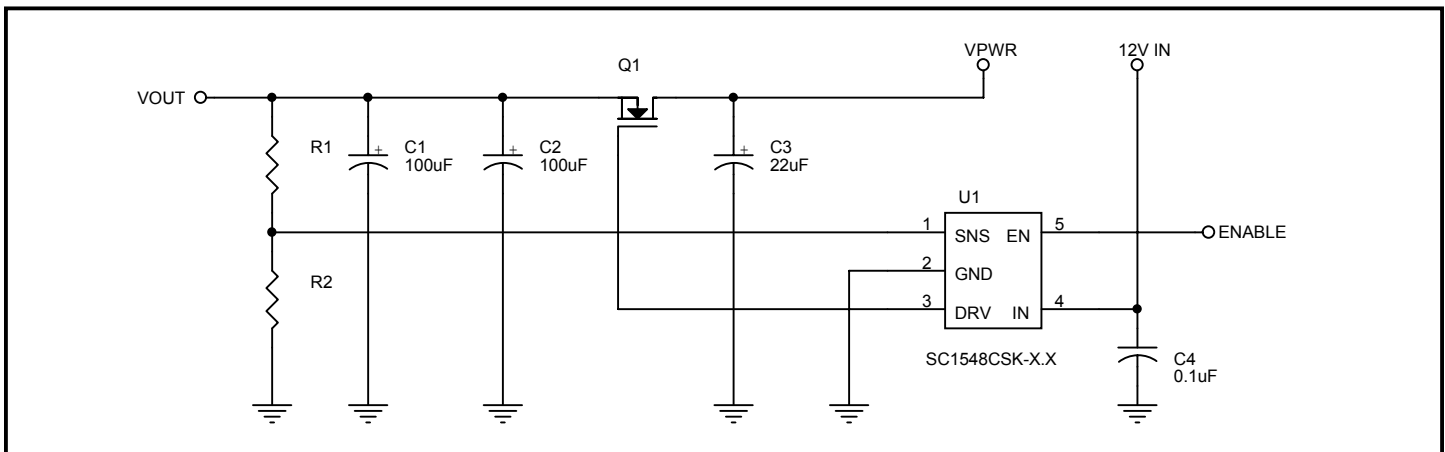 VPWR
12V IN
Q1
VOUT
R1
C1
100uF
C2
100uF
C3
22uF
U1
1
SNS
EN
5
ENABLE
R2
2
GND
3
DRV
IN
4
SC1548CSK-X.X
C4
0.1uF
+
+
+